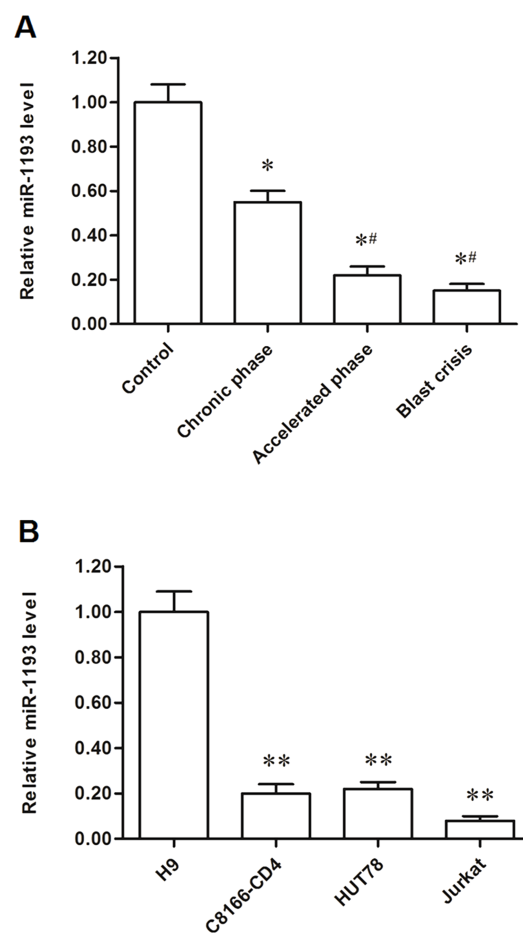 A
Relative miR-1193 level
1.20
1.00
0.80
0.60
0.40
0.20
0.00
*
*#
*#
Control
Chronic phase
Accelerated phase
Blast crisis
B
Relative miR-1193 level
1.20
1.00
0.80
0.60
0.40
0.20
0.00
**
**
**
H9
C8166-CD4
HUT78
Jurkat